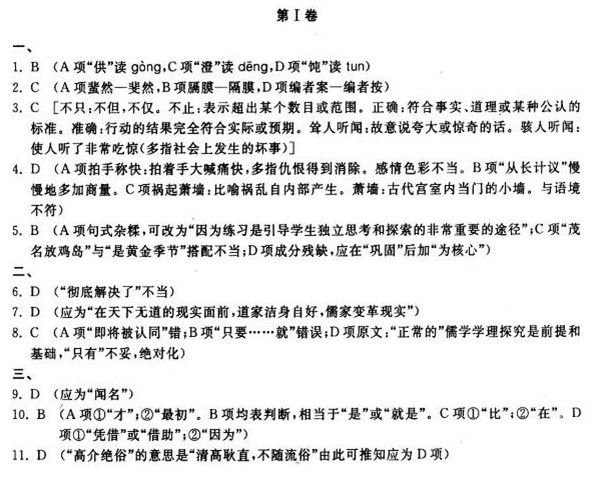 第Ⅰ卷
一、
1. B (A项“供”读 gòng,C项“澄”读 dēng,D项“饨”读 tun)
2. C (A项蜚然—斐然,B项膈膜—隔膜,D项编者案—编者按)
3. C [不只:不但,不仅。不止:表示超出某个数目或范围。正确:符合事实、道理或某种公认的
标准。准确:行动的结果完全符合实际或预期。耸人听闻:故意说夸大或惊奇的话。骇人听闻:
使人听了非常吃惊(多指社会上发生的坏事)]
4. D (A项拍手称快:拍着手大喊痛快,多指仇恨得到消除。感情色彩不当。B项“从长计议”慢
慢地多加商量。C项祸起萧墙:比喻祸乱自内部产生。萧墙:古代宫室内当门的小墙。与语境
不符)
5. B (A项句式杂糅,可改为“因为练习是引导学生独立思考和探索的非常重要的途径”;C项“茂
名放鸡岛”与“是黄金季节”搭配不当;D项成分残缺,应在“巩固”后加“为核心”)
二、
6. D (“彻底解决了”不当)
7. D (应为“在天下无道的现实面前,道家洁身自好,儒家变革现实”)
8. C (A项“即将被认同”错;B项“只要……就”错误;D项原文:“正常的”儒学学理探究是前提和
基础,“只有”不妥,绝对化)
三、
9. D (应为“闻名”)
10. B (A项①“才”;②“最初”。B项均表判断,相当于“是”或“就是”。C项①“比”;②“在”。D
项①“凭借”或“借助”;②“因为”)
11. D (“高介绝俗”的意思是“清高耿直,不随流俗”由此可推知应为D项)